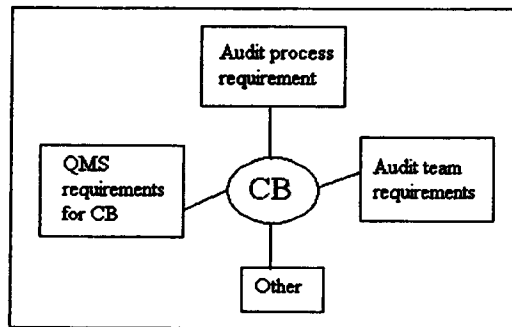 Audit process
requirement
QMS
requirements
for CB
CB
Audit team
requirements
Other